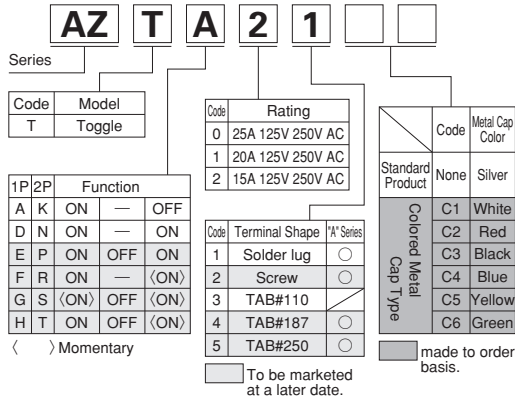 AZ T A 2 1
Series
Code Model
T Toggle
1P 2P Function
A K ON — OFF
D N ON — ON
E P ON OFF ON
F R ON — 〈ON〉
G S 〈ON〉 OFF 〈ON〉
H T ON OFF 〈ON〉
〈 〉Momentary
Code Rating
0 25A 125V 250V AC
1 20A 125V 250V AC
2 15A 125V 250V AC
Code Terminal Shape "A" Series
1 Solder lug ○
2 Screw ○
3 TAB#110
4 TAB#187 ○
5 TAB#250 ○
To be marketed
at a later date.
Code Metal Cap
Color
Standard
Product None Silver
Colored Metal
Cap Type
C1 White
C2 Red
C3 Black
C4 Blue
C5 Yellow
C6 Green
made to order
basis.